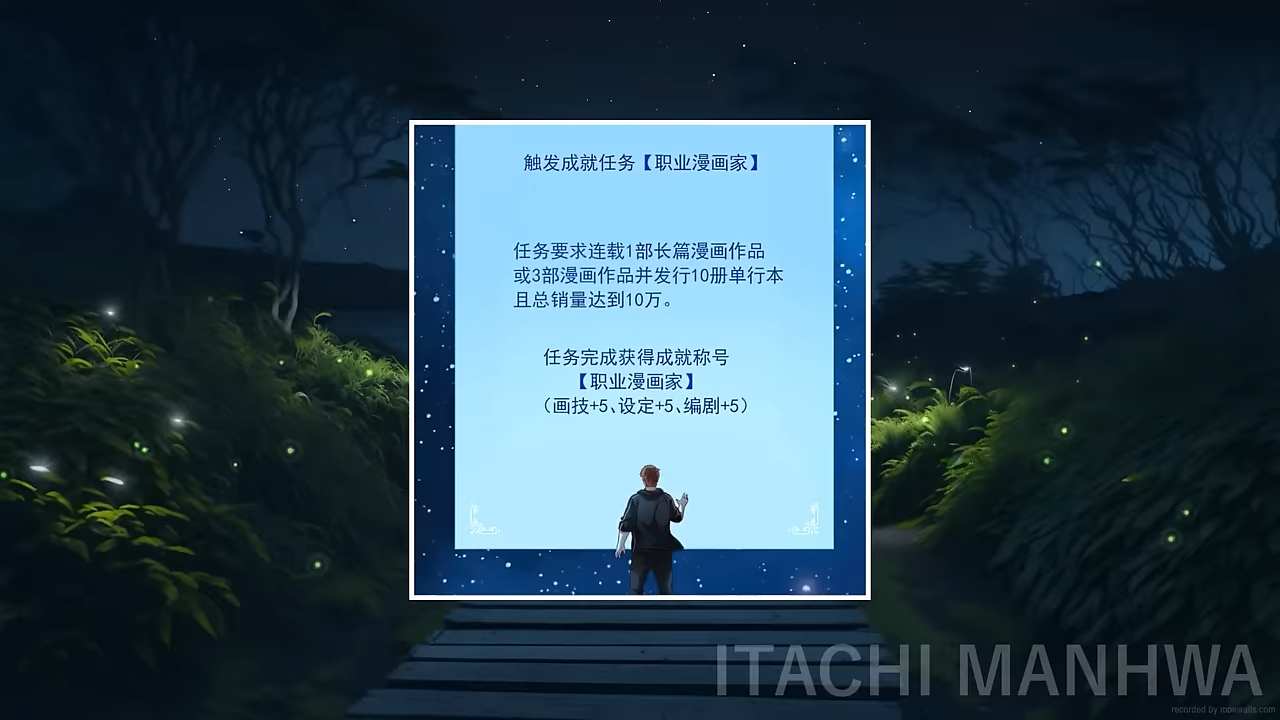 触发成就任务【职业漫画家】
任务要求连载1部长篇漫画作品
或3部漫画作品并发行10册单行本
且总销量达到10万。
任务完成获得成就称号
【职业漫画家】
（画技+5、设定+5、编剧+5）
ITACHI MANHWA
recorded by moewalls.com